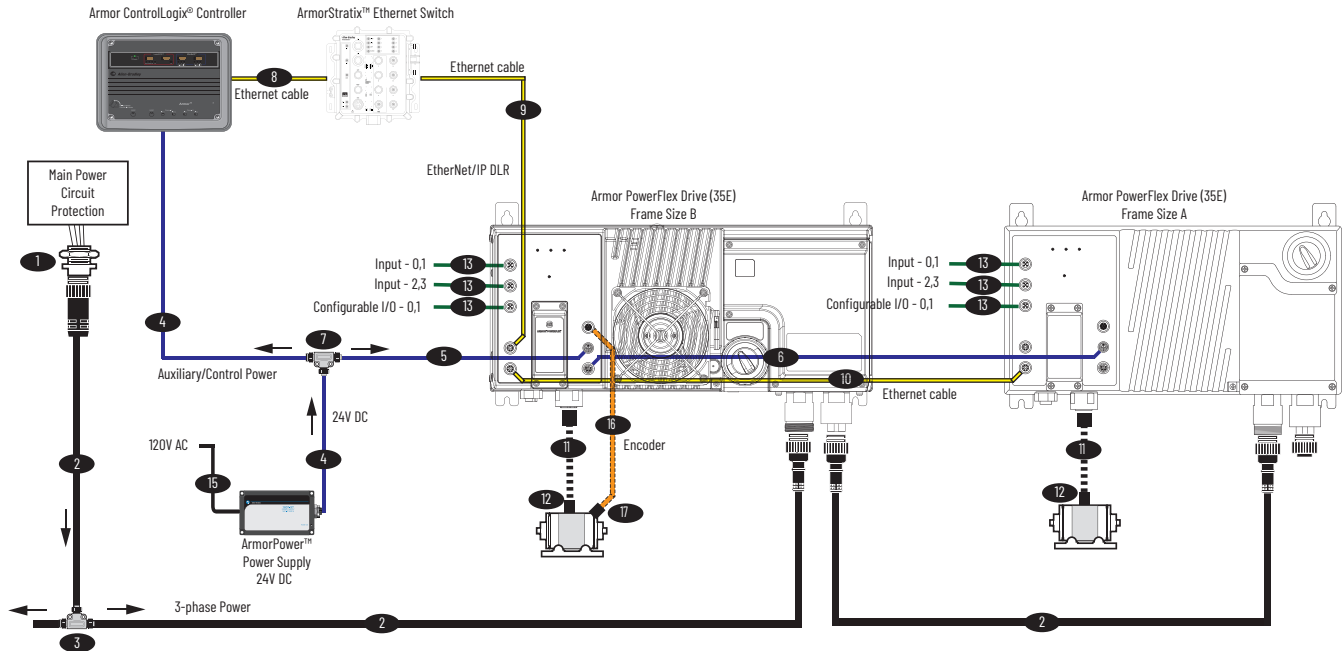 Armor ControlLogix® Controller
ArmorStratix™ Ethernet Switch
8
Ethernet cable
Ethernet cable
9
EtherNet/IP DLR
Main Power
Circuit
Protection
1
Armor PowerFlex Drive (35E)
Frame Size B
Armor PowerFlex Drive (35E)
Frame Size A
Input - 0,1
13
Input - 2,3
13
Configurable I/O - 0,1
13
Input - 0,1
13
Input - 2,3
13
Configurable I/O - 0,1
13
4
7
5
6
Auxiliary/Control Power
10
Ethernet cable
24V DC
120V AC
4
15
2
16
Encoder
11
11
12
17
12
ArmorPower™
Power Supply
24V DC
3-phase Power
2
2
3